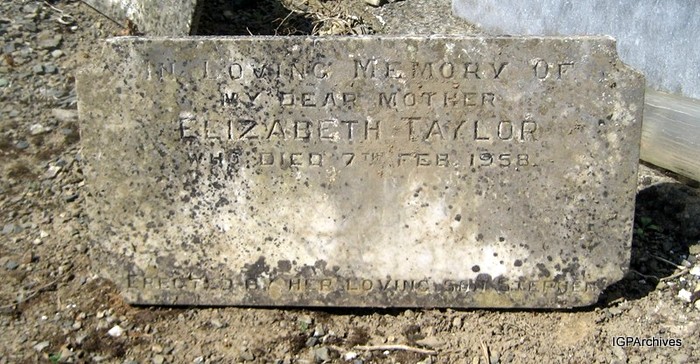 IN LOVING MEMORY OF
MY DEAR MOTHER
ELIZABETH TAYLOR
WHO DIED 7TH FEB. 1958.
ERECTED BY HER LOVING SON STEPHEN
IGPArchives